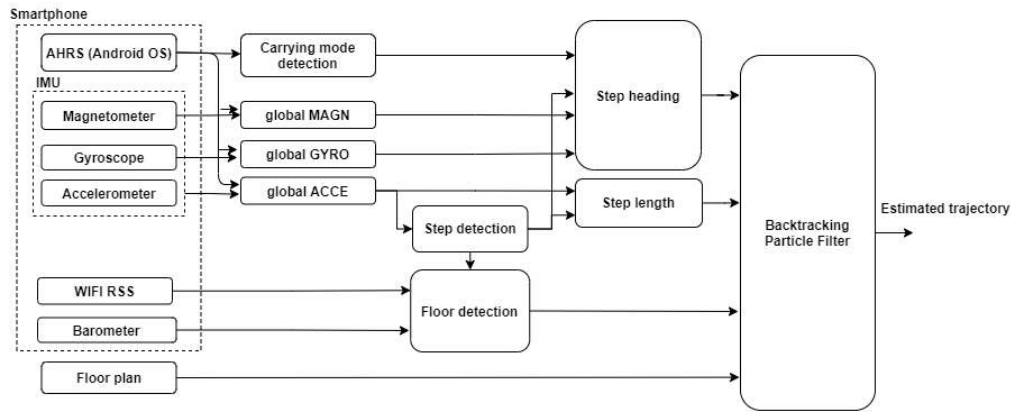 Smartphone
AHRS (Android OS)
Carrying mode
detection
IMU
Magnetometer
global MAGN
Step heading
Gyroscope
global GYRO
Accelerometer
global ACCE
Step length
Step detection
Backtracking
Particle Filter
Estimated trajectory
WIFI RSS
Floor detection
Barometer
Floor plan